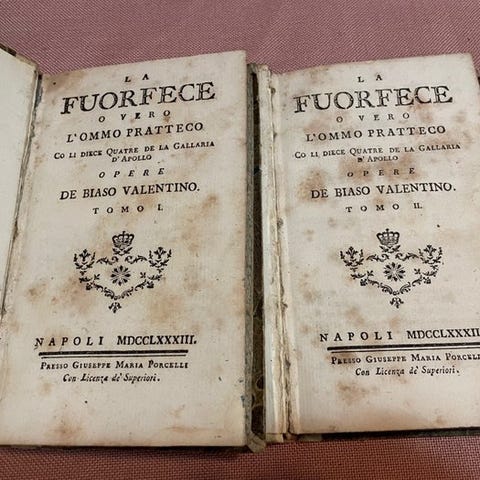 LA
FUORFECE
O VERO
L'OMMO PRATTECO
CO LI DIECE QUATRE DE LA GALLARIA
D'APOLLO
OPERE
DE BIASO VALENTINO.
TOMO I.
NAPOLI MDCCLXXXIII.
PRESSO GIUSEPPE MARIA PORCELLI
Con Licenza de' Superiori.
LA
FUORFECE
O VERO
L'OMMO PRATTECO
CO LI DIECE QUATRE DE LA GALLARIA
D'APOLLO
OPERE
DE BIASO VALENTINO.
TOMO II.
NAPOLI MDCCLXXXII
PRESSO GIUSEPPE MARIA PORCELLI
Con Licenza de' Superiori.